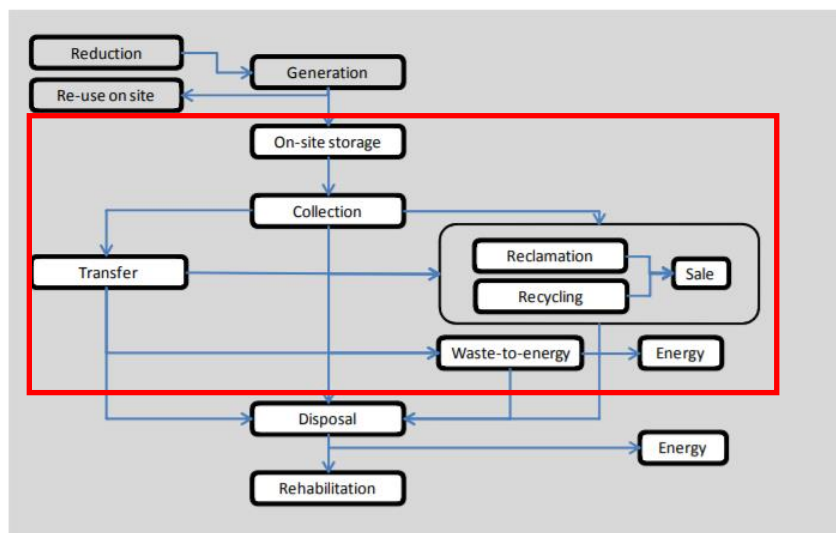 Reduction
Generation
Re-use on site
On-site storage
Collection
Reclamation
Transfer
Sale
Recycling
Waste-to-energy
Energy
Disposal
Energy
Rehabilitation